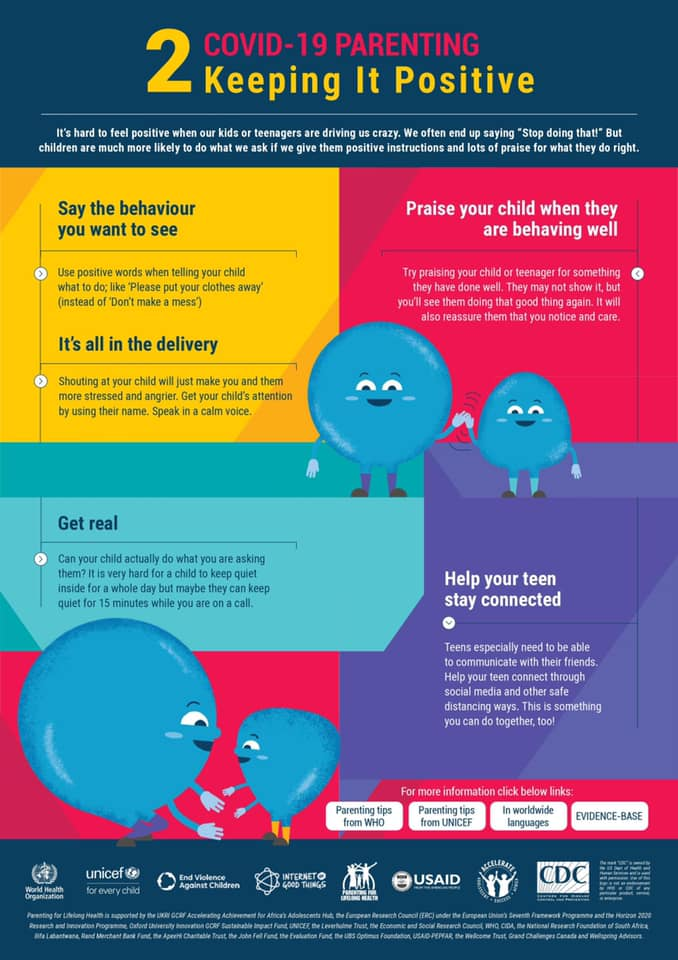 2 COVID-19 PARENTING
Keeping It Positive
It's hard to feel positive when our kids or teenagers are driving us crazy. We often end up saying "Stop doing that!" But
children are much more likely to do what we ask if we give them positive instructions and lots of praise for what they do right.
Say the behaviour
you want to see
Use positive words when telling your child
what to do; like 'Please put your clothes away'
(instead of 'Don't make a mess')
Praise your child when they
are behaving well
Try praising your child or teenager for something
they have done well. They may not show it, but
you'll see them doing that good thing again. It will
also reassure them that you notice and care.
It's all in the delivery
Shouting at your child will just make you and them
more stressed and angrier. Get your child's attention
by using their name. Speak in a calm voice.
Get real
Can your child actually do what you are asking
them? It is very hard for a child to keep quiet
inside for a whole day but maybe they can keep
quiet for 15 minutes while you are on a call.
Help your teen
stay connected
Teens especially need to be able
to communicate with their friends.
Help your teen connect through
social media and other safe
distancing ways. This is something
you can do together, too!
For more information click below links:
Parenting tips
from WHO
Parenting tips
from UNICEF
In worldwide
languages
EVIDENCE-BASE
World Health
Organization
unicef
for every child
End Violence
Against Children
INTERNET OF
GOOD THINGS
PARENTING FOR
LIFELONG HEALTH
USAID
FROM THE AMERICAN PEOPLE
ACCELERATE
SUCCESS
CDC
CENTERS FOR DISEASE
CONTROL AND PREVENTION
The mark "CDC" is owned by
the US Dept of Health and
Human Services and is used
with permission. Use of this
logo is not an endorsement
by HHS or CDC of any
particular product, service,
or enterprise.
Parenting for Lifelong Health is supported by the UKRI GCRF Accelerating Achievement for Africa's Adolescents Hub, the European Research Council (ERC) under the European Union's Seventh Framework Programme and the Horizon 2020
Research and Innovation Programme, Oxford University Innovation GCRF Sustainable Impact Fund, UNICEF, the Leverhulme Trust, the Economic and Social Research Council, WHO, CIDA, the National Research Foundation of South Africa,
Ilifa Labantwana, Rand Merchant Bank Fund, the ApexHi Charitable Trust, the John Fell Fund, the Evaluation Fund, the UBS Optimus Foundation, USAID-PEPFAR, the Wellcome Trust, Grand Challenges Canada and Wellspring Advisors.